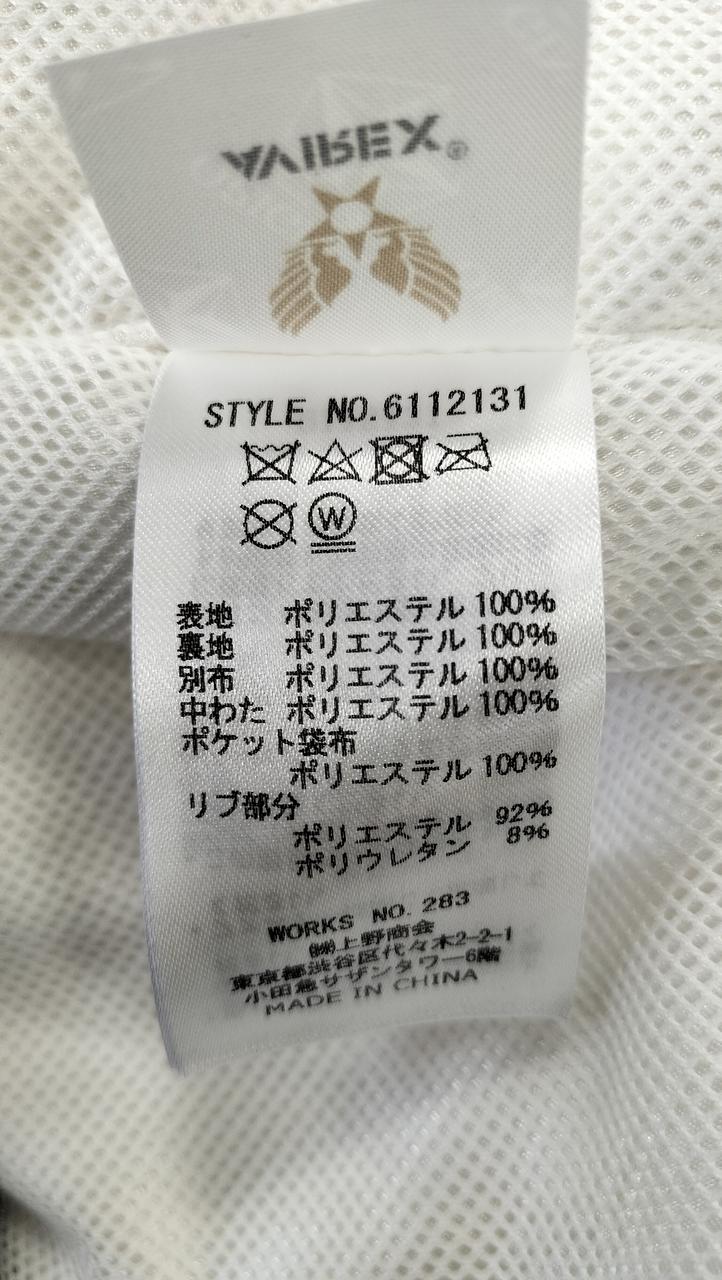 AVIREX®
STYLE NO.6112131
W
表地 ポリエステル 100%
裏地 ポリエステル 100%
別布 ポリエステル 100%
中わた ポリエステル 100%
ポケット袋布
ポリエステル 100%
リブ部分
ポリエステル 92%
ポリウレタン 8%
WORKS NO. 283
㈱上野商会
東京都渋谷区代々木2-2-1
小田急サザンタワー6階
MADE IN CHINA